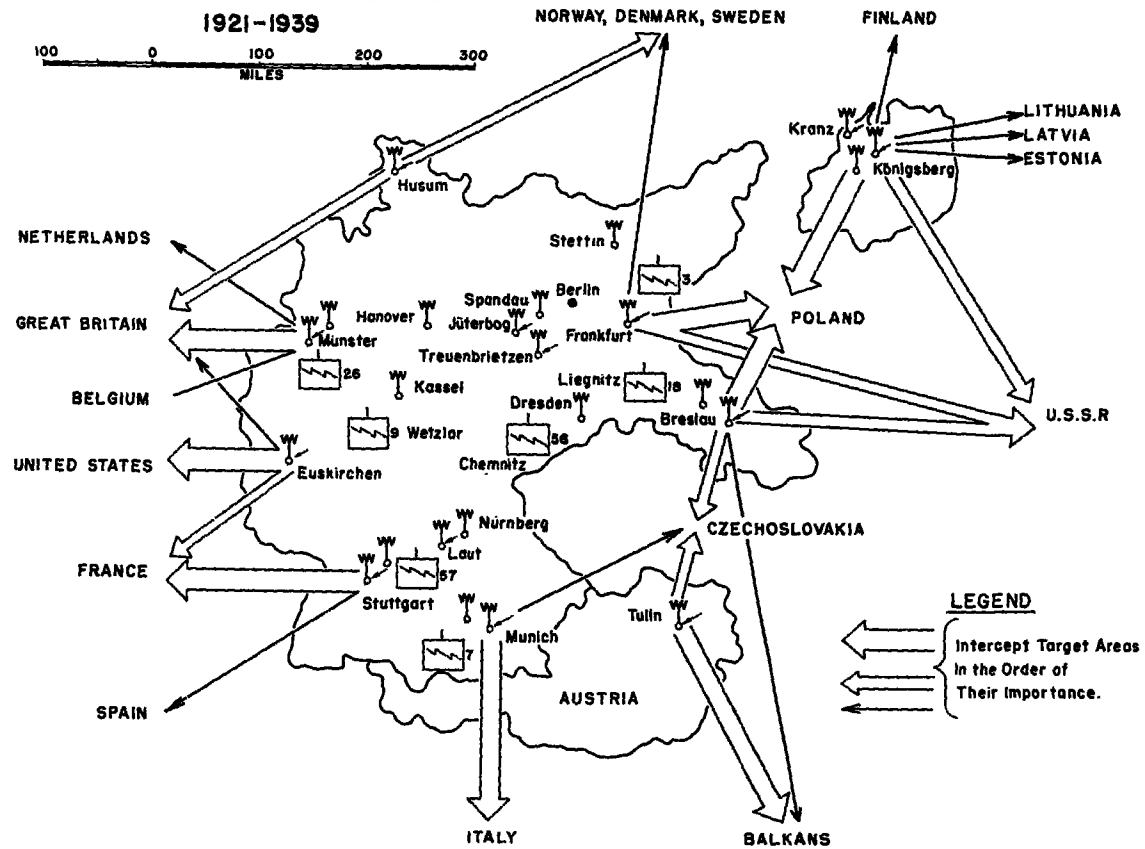 1921-1939
100 0 100 200 300
MILES
NORWAY, DENMARK, SWEDEN
FINLAND
LITHUANIA
LATVIA
ESTONIA
Kranz
Königsberg
Husum
NETHERLANDS
Stettin
3
Berlin
Spandau
GREAT BRITAIN
Hanover
Jüterbog
Frankfurt
POLAND
Münster
Treuenbrietzen
26
Liegnitz
18
BELGIUM
Kassel
Dresden
Breslau
U.S.S.R
9 Wetzlar
56
UNITED STATES
Chemnitz
Euskirchen
Nürnberg
CZECHOSLOVAKIA
Lauf
FRANCE
57
Stuttgart
Tulln
Munich
7
SPAIN
AUSTRIA
LEGEND
Intercept Target Areas
In the Order of
Their Importance.
ITALY
BALKANS